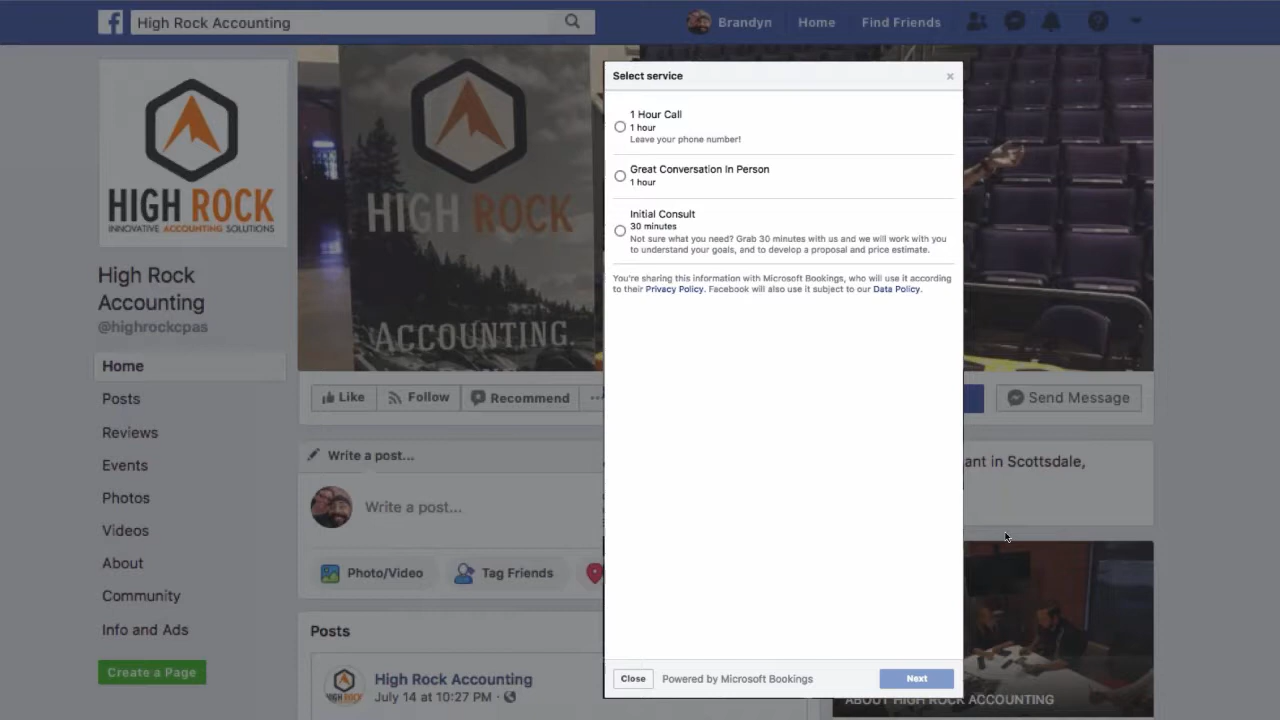 High Rock Accounting
Brandyn
Home
Find Friends
HIGH ROCK
INNOVATIVE ACCOUNTING SOLUTIONS
High Rock
Accounting
@highrockcpas
Home
Posts
Reviews
Events
Photos
Videos
About
Community
Info and Ads
Create a Page
HIGH ROCK
ACCOUNTING.
Like
Follow
Recommend
Send Message
Write a post...
Write a post...
Photo/Video
Tag Friends
Posts
High Rock Accounting
July 14 at 10:27 PM ·
HIGH ROCK
Select service
×
1 Hour Call
1 hour
Leave your phone number!
Great Conversation In Person
1 hour
Initial Consult
30 minutes
Not sure what you need? Grab 30 minutes with us and we will work with you
to understand your goals, and to develop a proposal and price estimate.
You're sharing this information with Microsoft Bookings, who will use it according
to their Privacy Policy. Facebook will also use it subject to our Data Policy.
Close
Powered by Microsoft Bookings
Next
ant in Scottsdale,
ABOUT HIGH ROCK ACCOUNTING